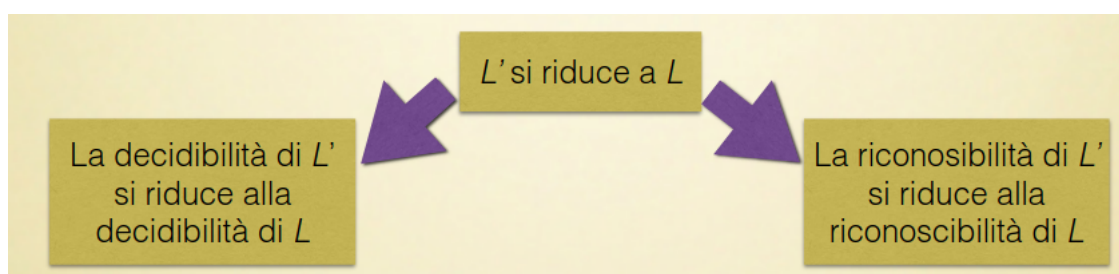 L’ si riduce a L
La decidibilità di L’
si riduce alla
decidibilità di L
La riconosibilità di L’
si riduce alla
riconoscibilità di L